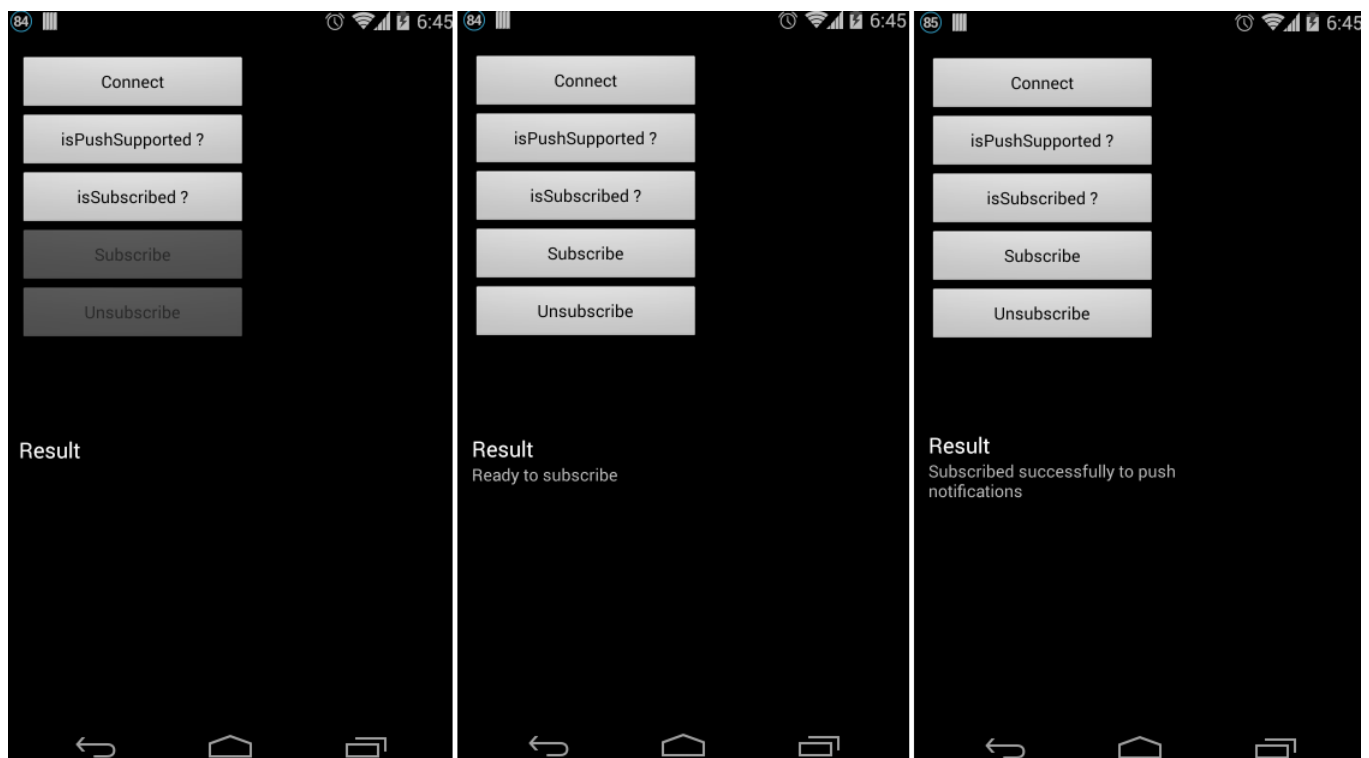 84
6:45
Connect
isPushSupported ?
isSubscribed ?
Subscribe
Unsubscribe
Result
84
6:45
Connect
isPushSupported ?
isSubscribed ?
Subscribe
Unsubscribe
Result
Ready to subscribe
85
6:45
Connect
isPushSupported ?
isSubscribed ?
Subscribe
Unsubscribe
Result
Subscribed successfully to push
notifications